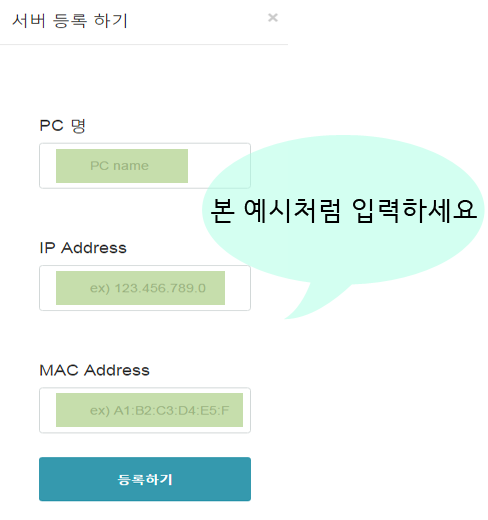 서버 등록 하기 ×
PC 명
PC name
본 예시처럼 입력하세요
IP Address
ex) 123.456.789.0
MAC Address
ex) A1:B2:C3:D4:E5:F
등록하기